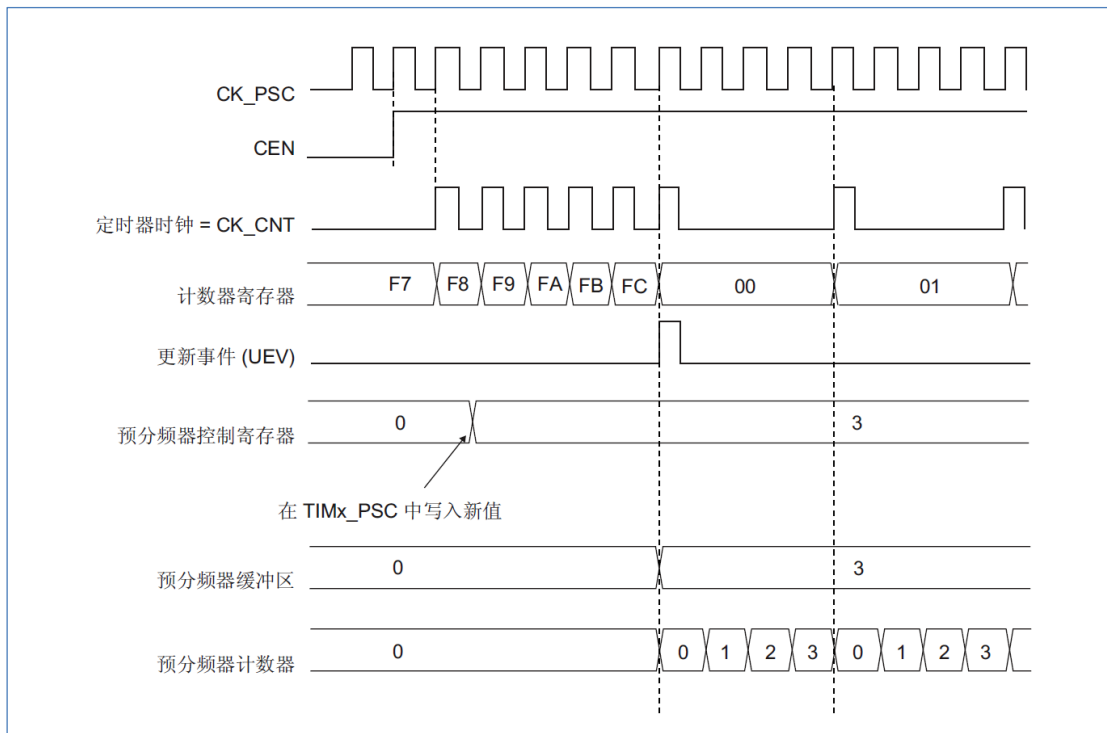 CK_PSC
CEN
定时器时钟 = CK_CNT
计数器寄存器 F7 F8 F9 FA FB FC 00 01
更新事件 (UEV)
预分频器控制寄存器 0 3
在 TIMx_PSC 中写入新值
预分频器缓冲区 0 3
预分频器计数器 0 0 1 2 3 0 1 2 3